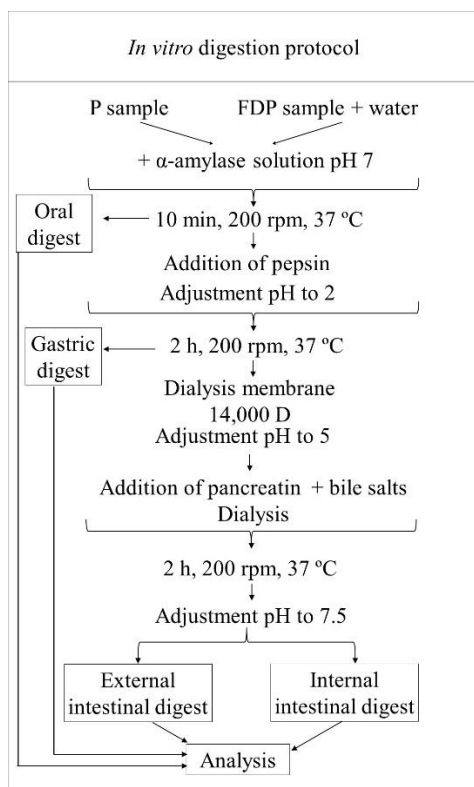 In vitro digestion protocol
P sample
FDP sample + water
+ α-amylase solution pH 7
Oral
digest
10 min, 200 rpm, 37 ºC
Addition of pepsin
Adjustment pH to 2
Gastric
digest
2 h, 200 rpm, 37 ºC
Dialysis membrane
14,000 D
Adjustment pH to 5
Addition of pancreatin + bile salts
Dialysis
2 h, 200 rpm, 37 ºC
Adjustment pH to 7.5
External
intestinal digest
Internal
intestinal digest
Analysis